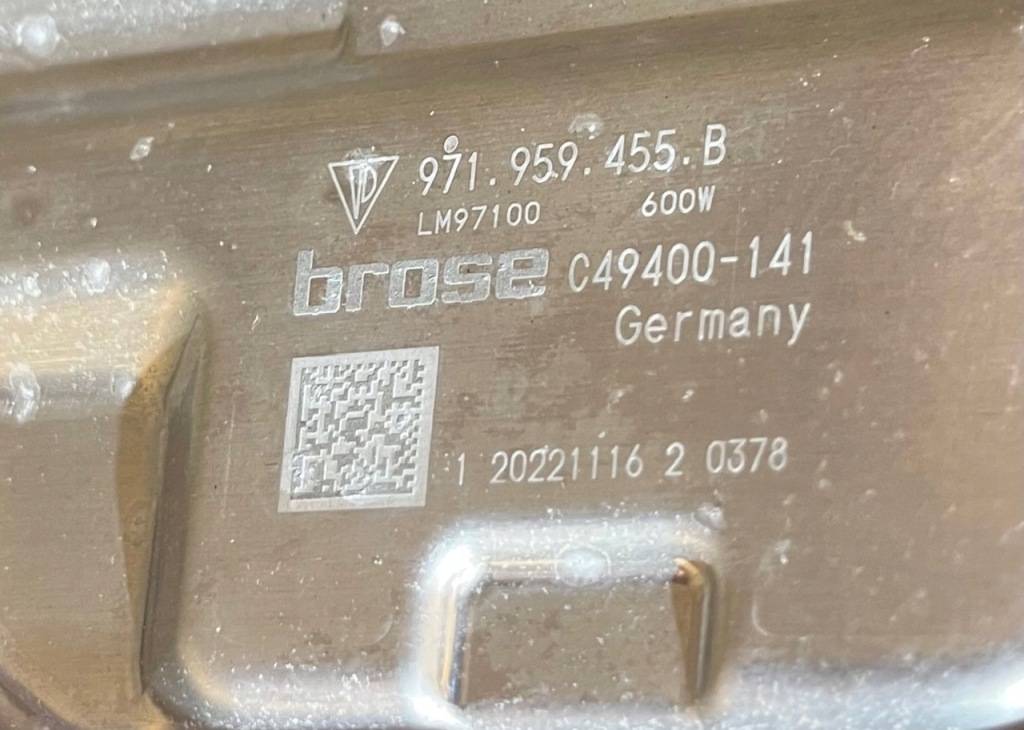 971.959.455.B
LM97100 600W
brose C49400-141
Germany
1 20221116 2 0378